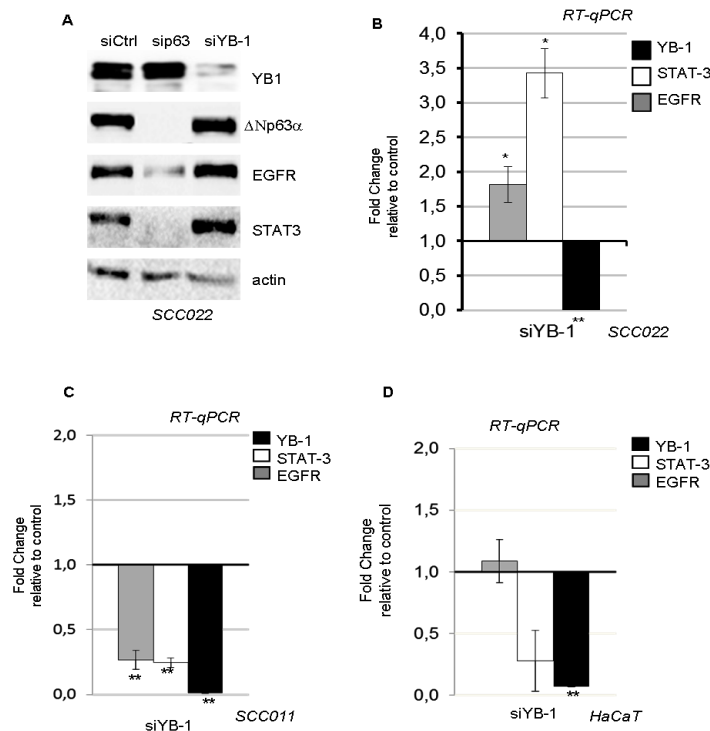 A
siCtrl sip63 siYB-1
YB1
ΔNp63α
EGFR
STAT3
actin
SCC022
B
RT-qPCR
YB-1
STAT-3
EGFR
Fold Change
relative to control
4,0
3,5
3,0
2,5
2,0
1,5
1,0
0,5
0,0
*
*
**
siYB-1
SCC022
C
RT-qPCR
YB-1
STAT-3
EGFR
Fold Change
relative to control
2,0
1,5
1,0
0,5
0,0
**
**
**
siYB-1
SCC011
D
RT-qPCR
YB-1
STAT-3
EGFR
Fold Change
relative to control
2,0
1,5
1,0
0,5
0,0
**
siYB-1
HaCaT